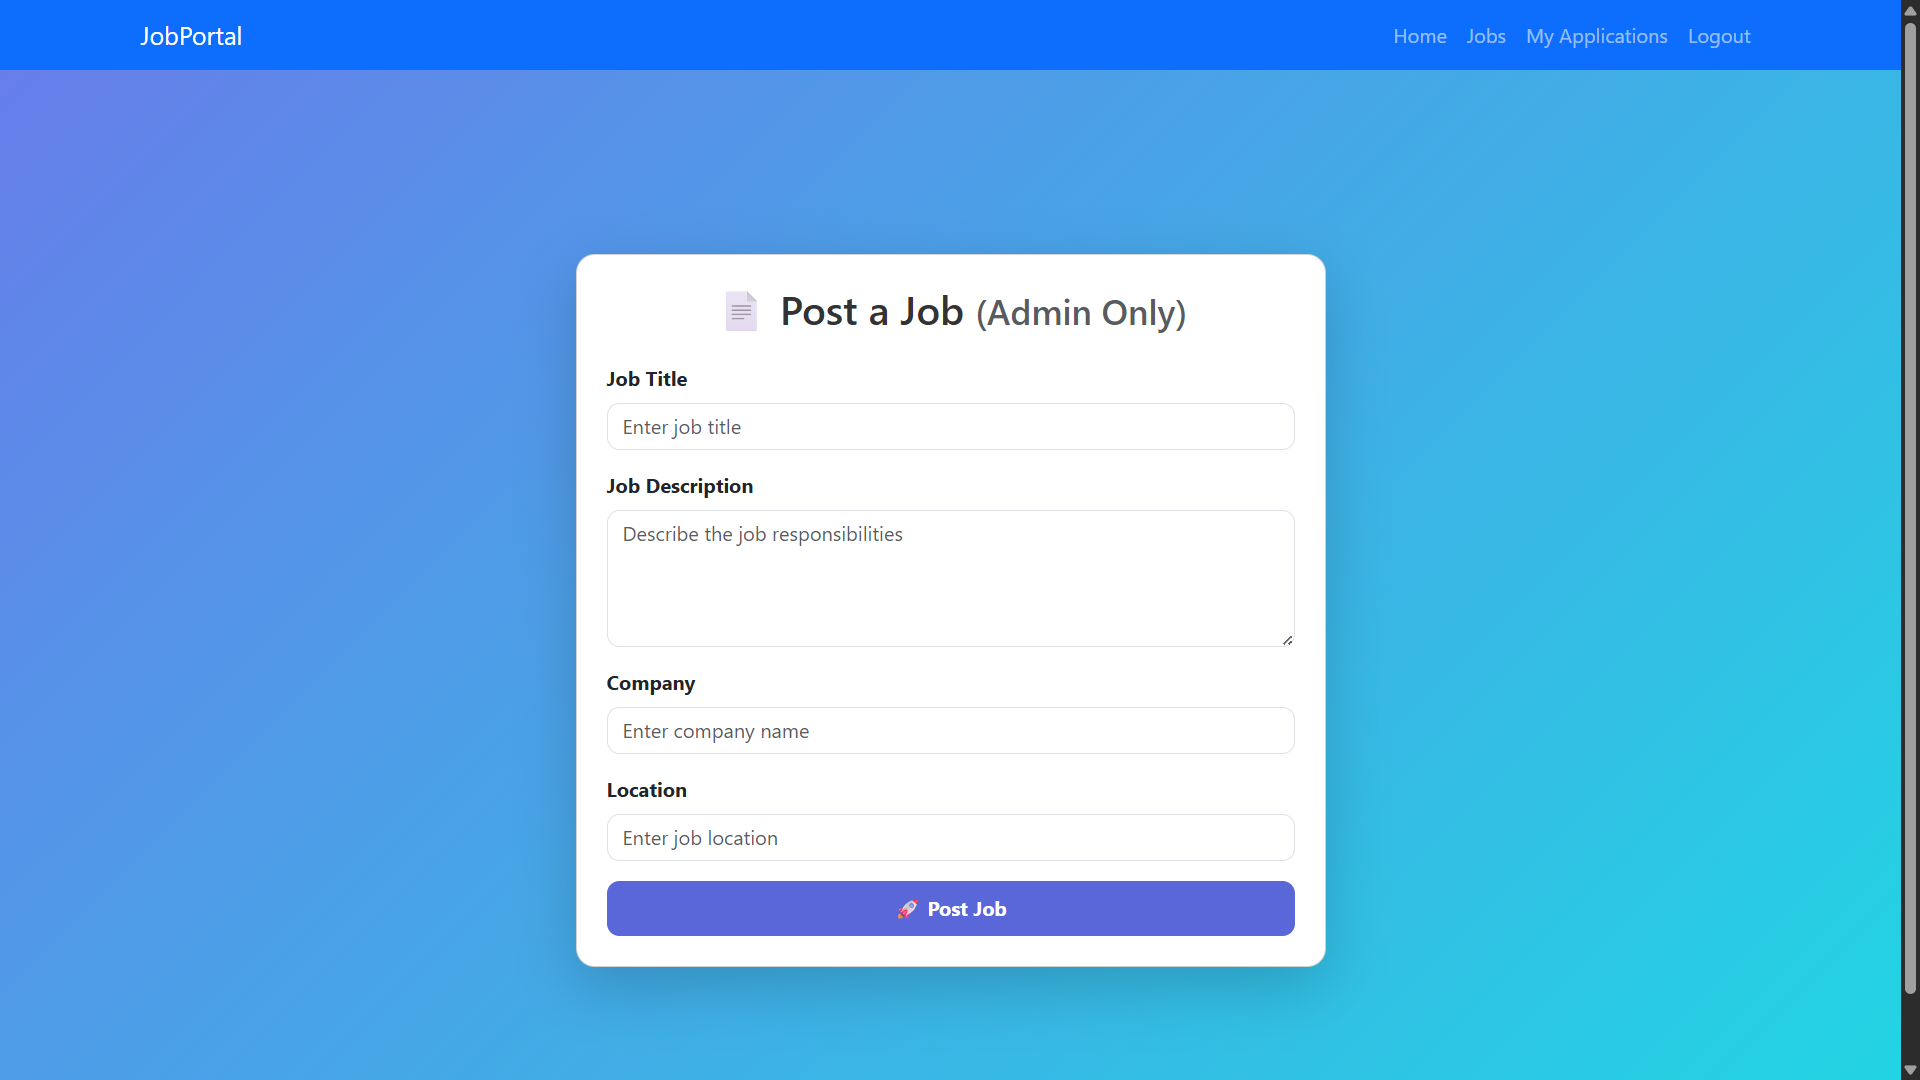 JobPortal
Home Jobs My Applications Logout
Post a Job (Admin Only)
Job Title
Enter job title
Job Description
Describe the job responsibilities
Company
Enter company name
Location
Enter job location
🚀 Post Job